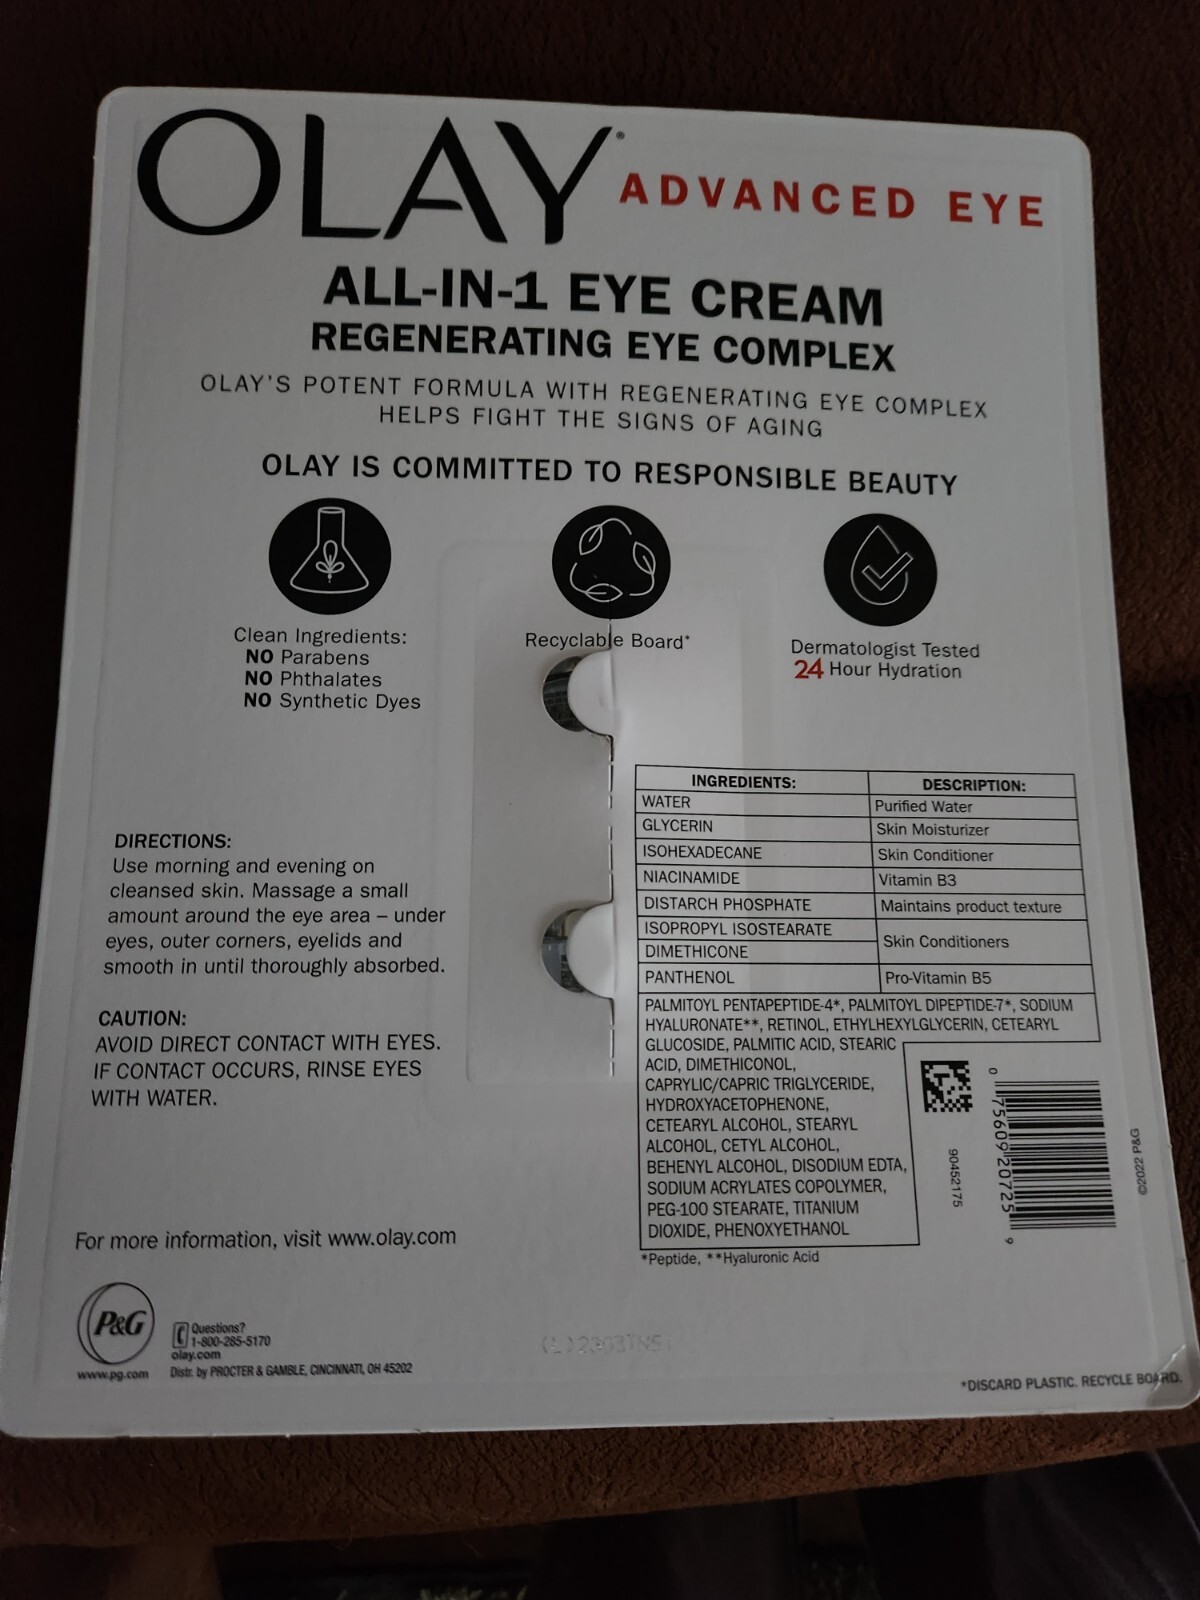 OLAY®
ADVANCED EYE
ALL-IN-1 EYE CREAM
REGENERATING EYE COMPLEX
OLAY'S POTENT FORMULA WITH REGENERATING EYE COMPLEX
HELPS FIGHT THE SIGNS OF AGING
OLAY IS COMMITTED TO RESPONSIBLE BEAUTY
Clean Ingredients:
NO Parabens
NO Phthalates
NO Synthetic Dyes
Recyclable Board*
Dermatologist Tested
24 Hour Hydration
DIRECTIONS:
Use morning and evening on
cleansed skin. Massage a small
amount around the eye area – under
eyes, outer corners, eyelids and
smooth in until thoroughly absorbed.
CAUTION:
AVOID DIRECT CONTACT WITH EYES.
IF CONTACT OCCURS, RINSE EYES
WITH WATER.
INGREDIENTS: DESCRIPTION:
WATER Purified Water
GLYCERIN Skin Moisturizer
ISOHEXADECANE Skin Conditioner
NIACINAMIDE Vitamin B3
DISTARCH PHOSPHATE Maintains product texture
ISOPROPYL ISOSTEARATE
DIMETHICONE Skin Conditioners
PANTHENOL Pro-Vitamin B5
PALMITOYL PENTAPEPTIDE-4*, PALMITOYL DIPEPTIDE-7*, SODIUM
HYALURONATE**, RETINOL, ETHYLHEXYLGLYCERIN, CETEARYL
GLUCOSIDE, PALMITIC ACID, STEARIC
ACID, DIMETHICONOL,
CAPRYLIC/CAPRIC TRIGLYCERIDE,
HYDROXYACETOPHENONE,
CETEARYL ALCOHOL, STEARYL
ALCOHOL, CETYL ALCOHOL,
BEHENYL ALCOHOL, DISODIUM EDTA,
SODIUM ACRYLATES COPOLYMER,
PEG-100 STEARATE, TITANIUM
DIOXIDE, PHENOXYETHANOL
*Peptide, **Hyaluronic Acid
90452175
0 75609 20725 9
©2022 P&G
For more information, visit www.olay.com
P&G
www.pg.com
Questions?
1-800-285-5170
olay.com
Distr. by PROCTER & GAMBLE, CINCINNATI, OH 45202
*DISCARD PLASTIC. RECYCLE BOARD.